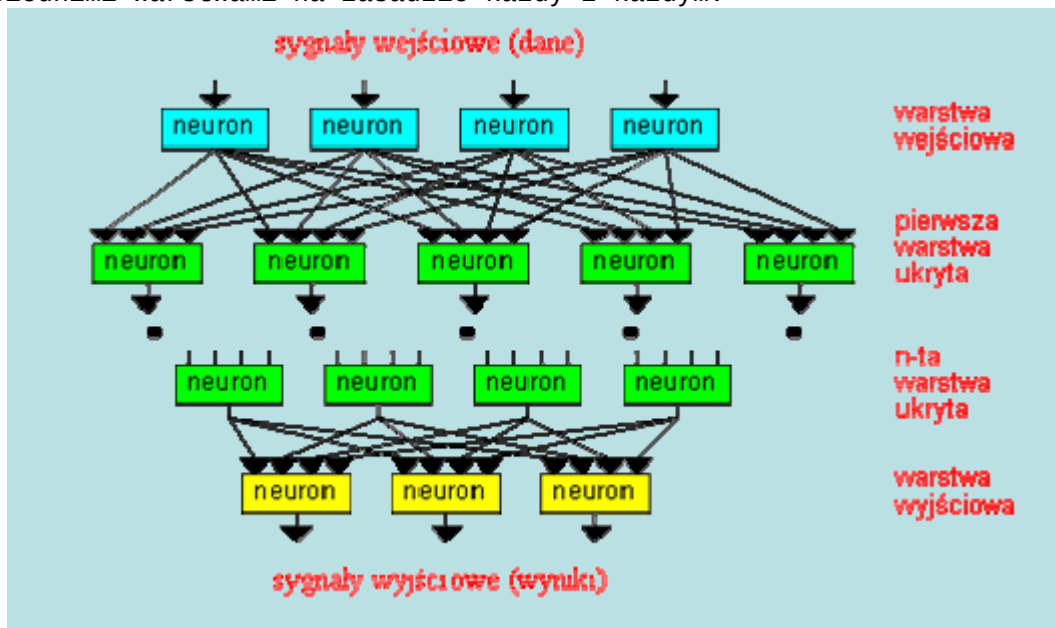 sygnały wejściowe (dane)
neuron neuron neuron neuron
warstwa
wejściowa
pierwsza
warstwa
ukryta
neuron neuron neuron neuron neuron
n-ta
warstwa
ukryta
neuron neuron neuron neuron
warstwa
wyjściowa
neuron neuron neuron
sygnały wyjściowe (wyniki)